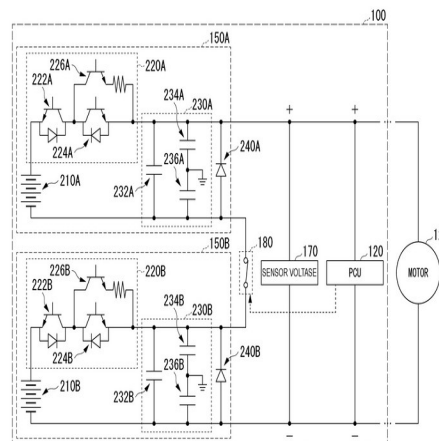 100
150A
226A
220A
222A
230A
234A
224A
236A
240A
232A
210A
+
+
150B
180
170
120
SENSOR VOLTAGE
PCU
MOTOR
226B
220B
222B
230B
234B
224B
236B
240B
232B
210B
−
−